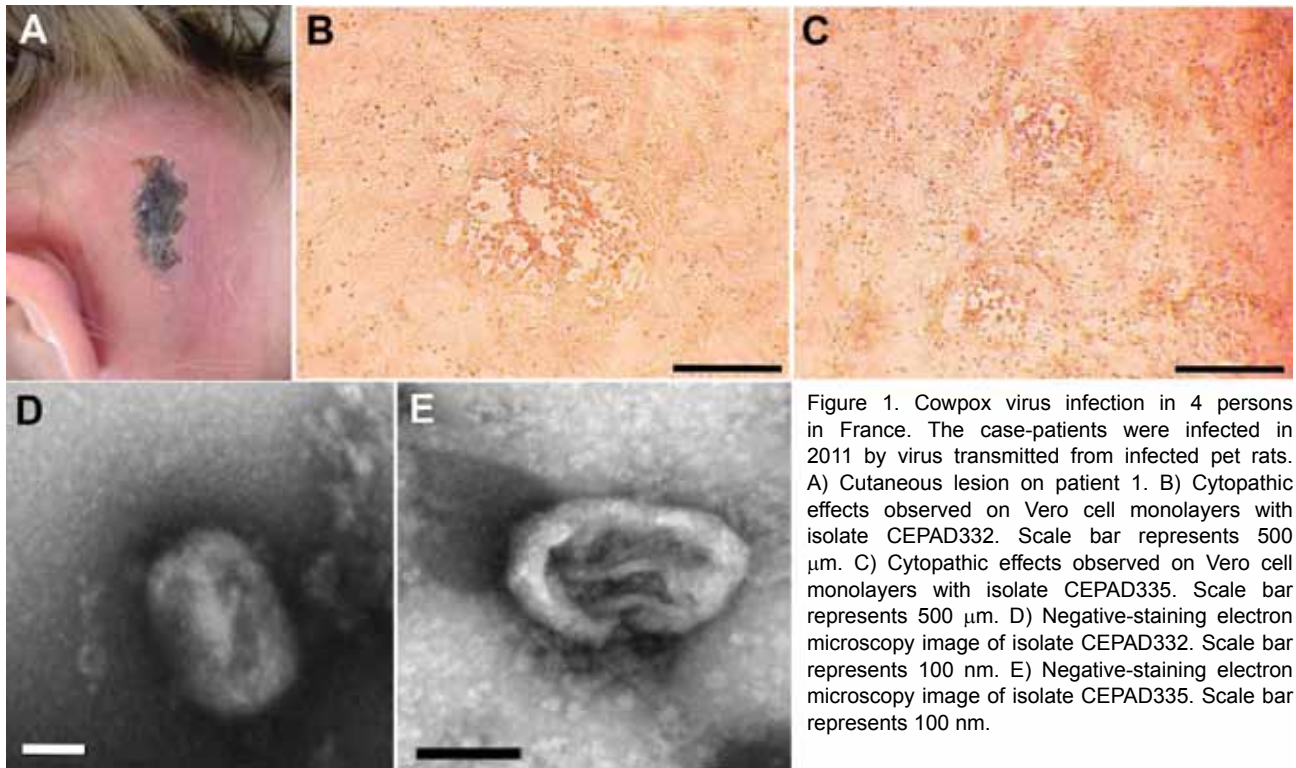 A
B
C
D
E
Figure 1. Cowpox virus infection in 4 persons
in France. The case-patients were infected in
2011 by virus transmitted from infected pet rats.
A) Cutaneous lesion on patient 1. B) Cytopathic
effects observed on Vero cell monolayers with
isolate CEPAD332. Scale bar represents 500
μm. C) Cytopathic effects observed on Vero cell
monolayers with isolate CEPAD335. Scale bar
represents 500 μm. D) Negative-staining electron
microscopy image of isolate CEPAD332. Scale bar
represents 100 nm. E) Negative-staining electron
microscopy image of isolate CEPAD335. Scale bar
represents 100 nm.